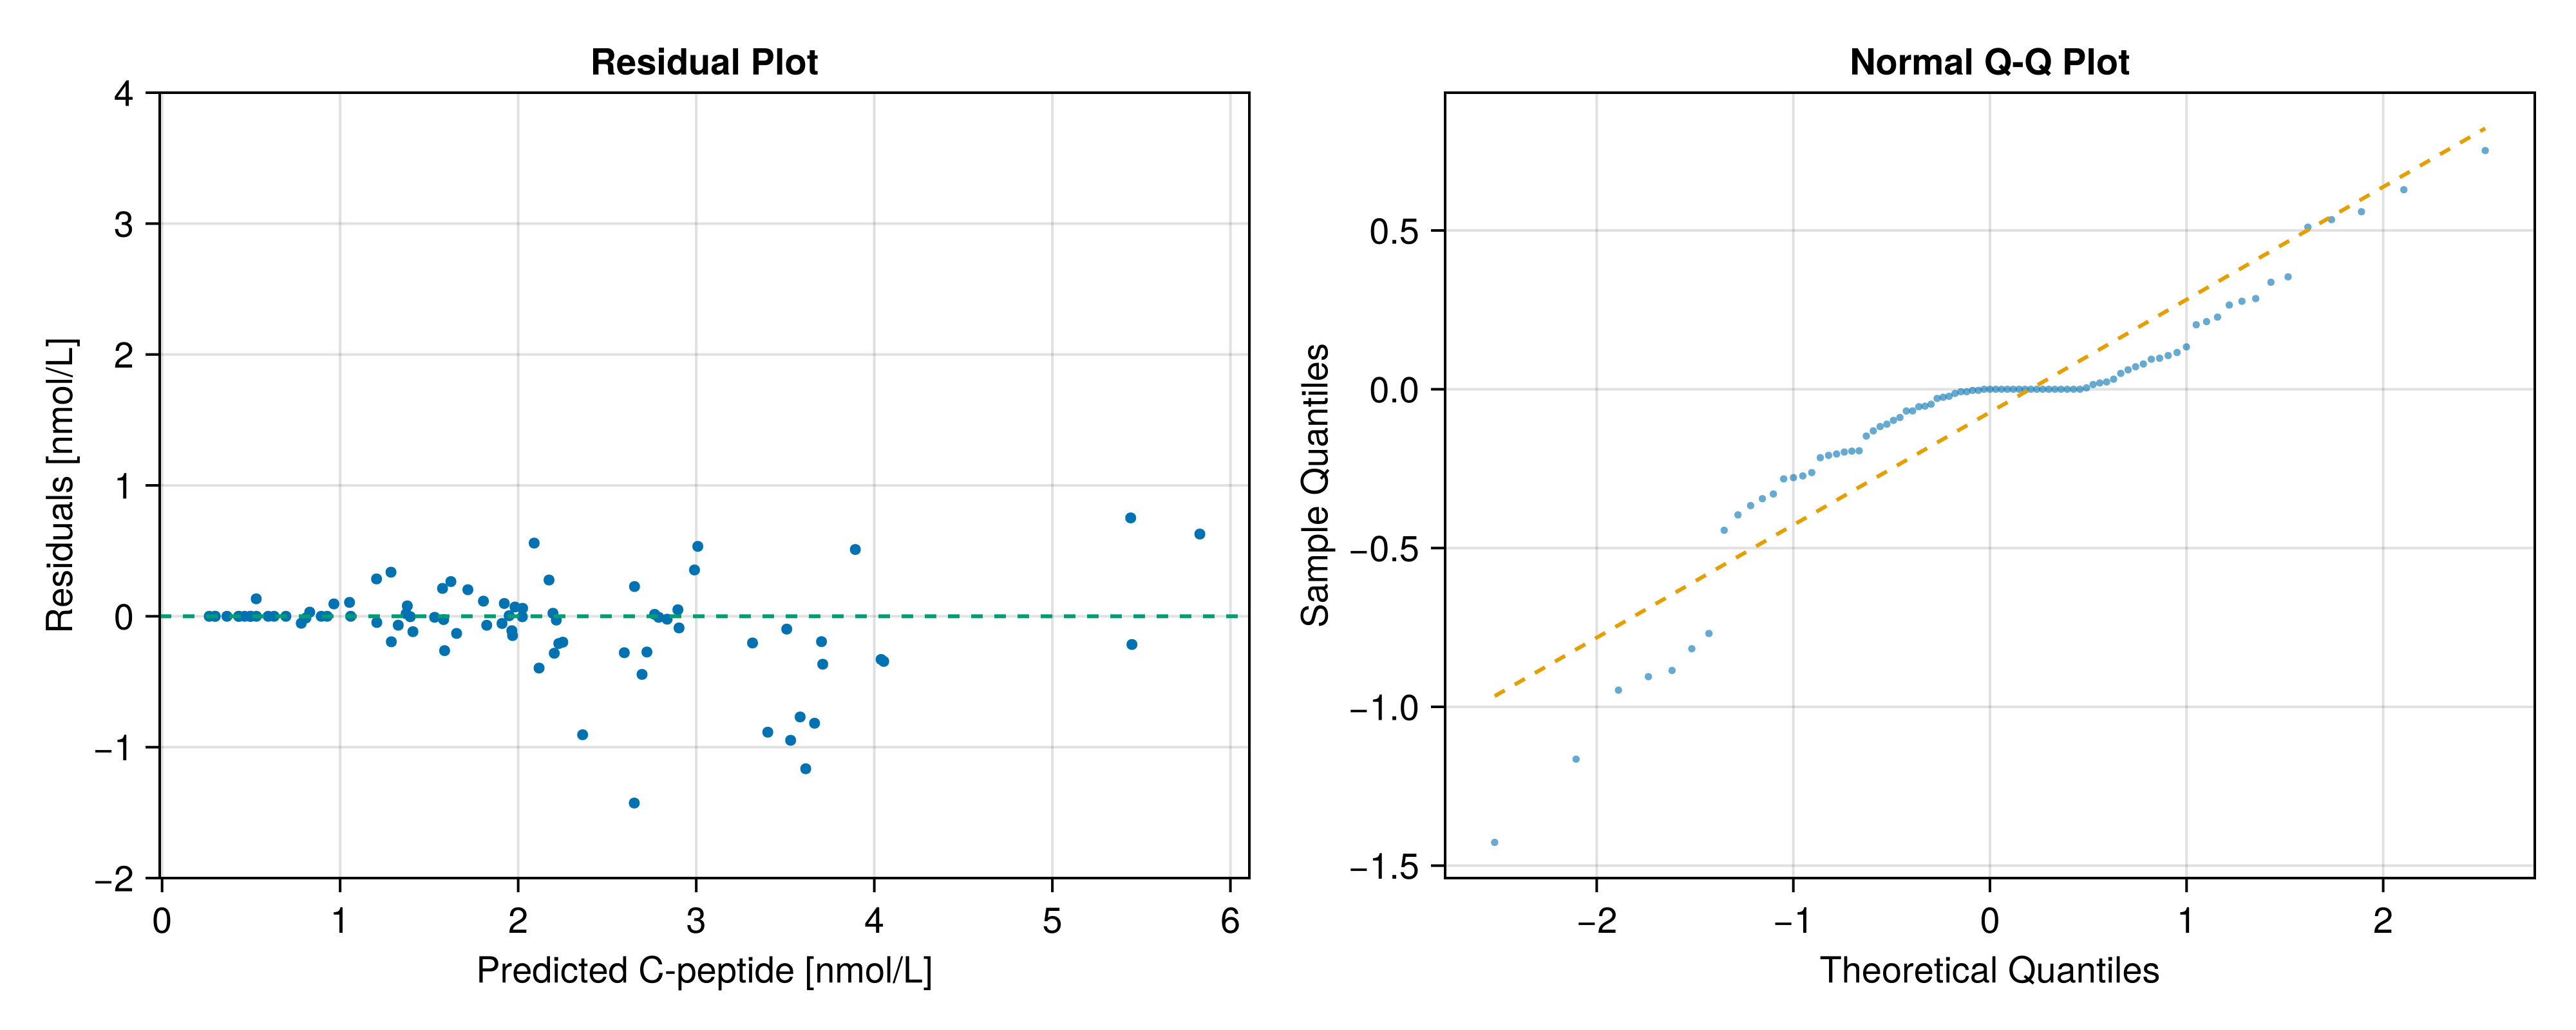 Residual Plot
4
3
2
1
0
−1
−2
Residuals [nmol/L]
0 1 2 3 4 5 6
Predicted C-peptide [nmol/L]
Normal Q-Q Plot
0.5
0.0
−0.5
−1.0
−1.5
Sample Quantiles
−2 −1 0 1 2
Theoretical Quantiles